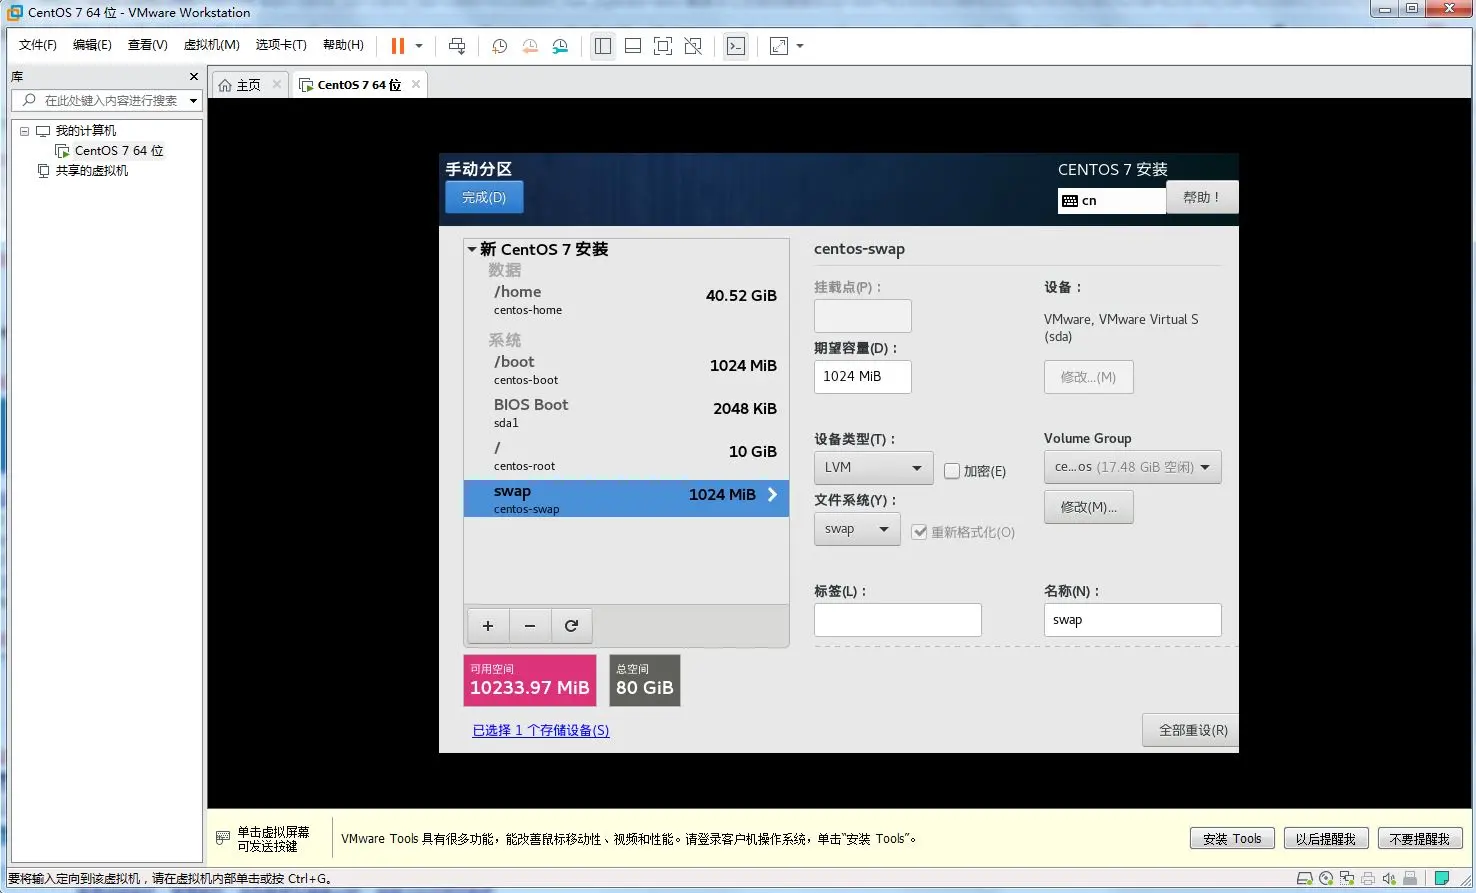 CentOS 7 64 位 - VMware Workstation
文件(F) 编辑(E) 查看(V) 虚拟机(M) 选项卡(T) 帮助(H)
库
在此处键入内容进行搜索
我的计算机
CentOS 7 64 位
共享的虚拟机
主页
CentOS 7 64 位
手动分区
完成(D)
CENTOS 7 安装
cn
帮助！
新 CentOS 7 安装
数据
/home 40.52 GiB
centos-home
系统
/boot 1024 MiB
centos-boot
BIOS Boot 2048 KiB
sda1
/ 10 GiB
centos-root
swap 1024 MiB
centos-swap
+ −
可用空间
10233.97 MiB
总空间
80 GiB
已选择 1 个存储设备(S)
centos-swap
挂载点(P)：
期望容量(D)：
1024 MiB
设备：
VMware, VMware Virtual S
(sda)
修改...(M)
设备类型(T)：
LVM
加密(E)
文件系统(Y)：
swap
重新格式化(O)
Volume Group
ce...os (17.48 GiB 空闲)
修改(M)...
标签(L)：
名称(N)：
swap
全部重设(R)
单击虚拟屏幕
可发送按键
VMware Tools 具有很多功能，能改善鼠标移动性、视频和性能。请登录客户机操作系统，单击“安装 Tools”。
安装 Tools 以后提醒我 不要提醒我
要将输入定向到该虚拟机，请在虚拟机内部单击或按 Ctrl+G。